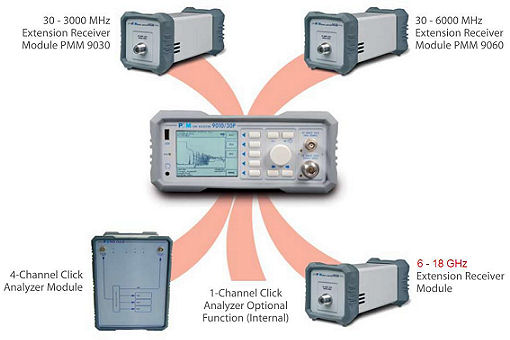 30 - 3000 MHz
Extension Receiver
Module PMM 9030
30 - 6000 MHz
Extension Receiver
Module PMM 9060
PMM 9010/30P
4-Channel Click
Analyzer Module
1-Channel Click
Analyzer Optional
Function (Internal)
6 - 18 GHz
Extension Receiver
Module